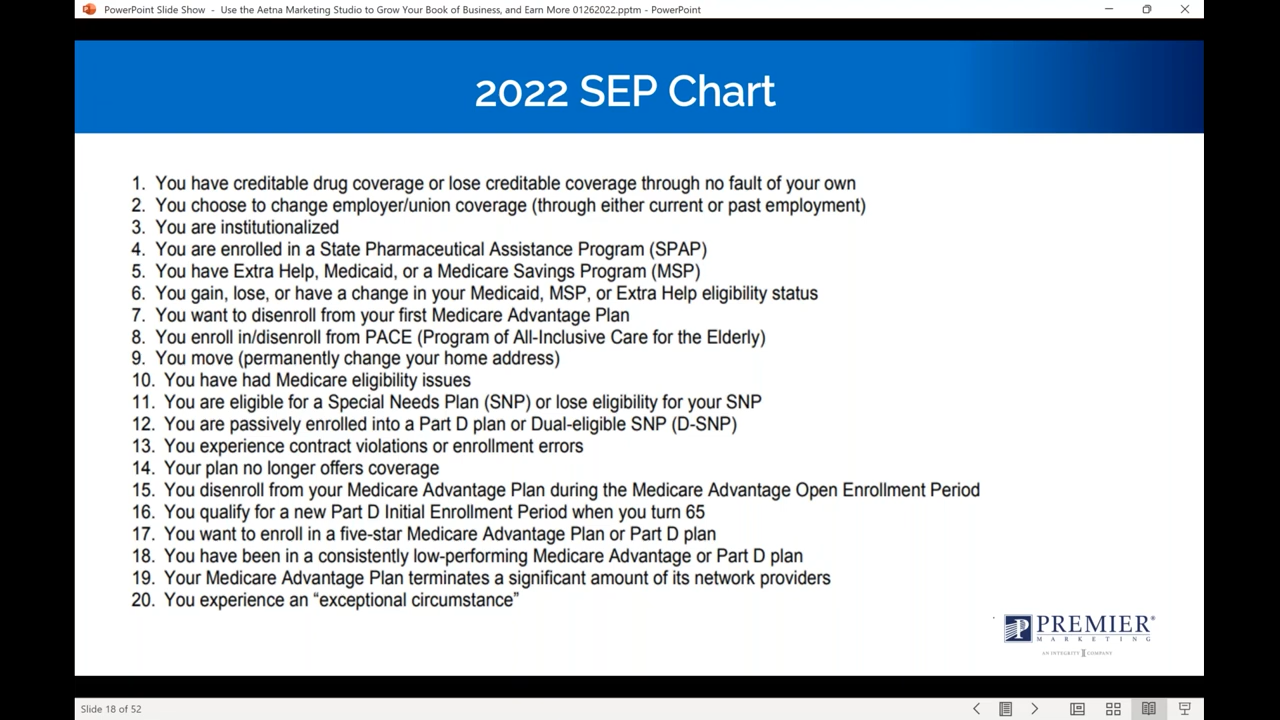 PowerPoint Slide Show - Use the Aetna Marketing Studio to Grow Your Book of Business, and Earn More 01262022.pptm - PowerPoint
2022 SEP Chart
1. You have creditable drug coverage or lose creditable coverage through no fault of your own
2. You choose to change employer/union coverage (through either current or past employment)
3. You are institutionalized
4. You are enrolled in a State Pharmaceutical Assistance Program (SPAP)
5. You have Extra Help, Medicaid, or a Medicare Savings Program (MSP)
6. You gain, lose, or have a change in your Medicaid, MSP, or Extra Help eligibility status
7. You want to disenroll from your first Medicare Advantage Plan
8. You enroll in/disenroll from PACE (Program of All-Inclusive Care for the Elderly)
9. You move (permanently change your home address)
10. You have had Medicare eligibility issues
11. You are eligible for a Special Needs Plan (SNP) or lose eligibility for your SNP
12. You are passively enrolled into a Part D plan or Dual-eligible SNP (D-SNP)
13. You experience contract violations or enrollment errors
14. Your plan no longer offers coverage
15. You disenroll from your Medicare Advantage Plan during the Medicare Advantage Open Enrollment Period
16. You qualify for a new Part D Initial Enrollment Period when you turn 65
17. You want to enroll in a five-star Medicare Advantage Plan or Part D plan
18. You have been in a consistently low-performing Medicare Advantage or Part D plan
19. Your Medicare Advantage Plan terminates a significant amount of its network providers
20. You experience an “exceptional circumstance”
PREMIER®
MARKETING
AN INTEGRITY COMPANY
Slide 18 of 52